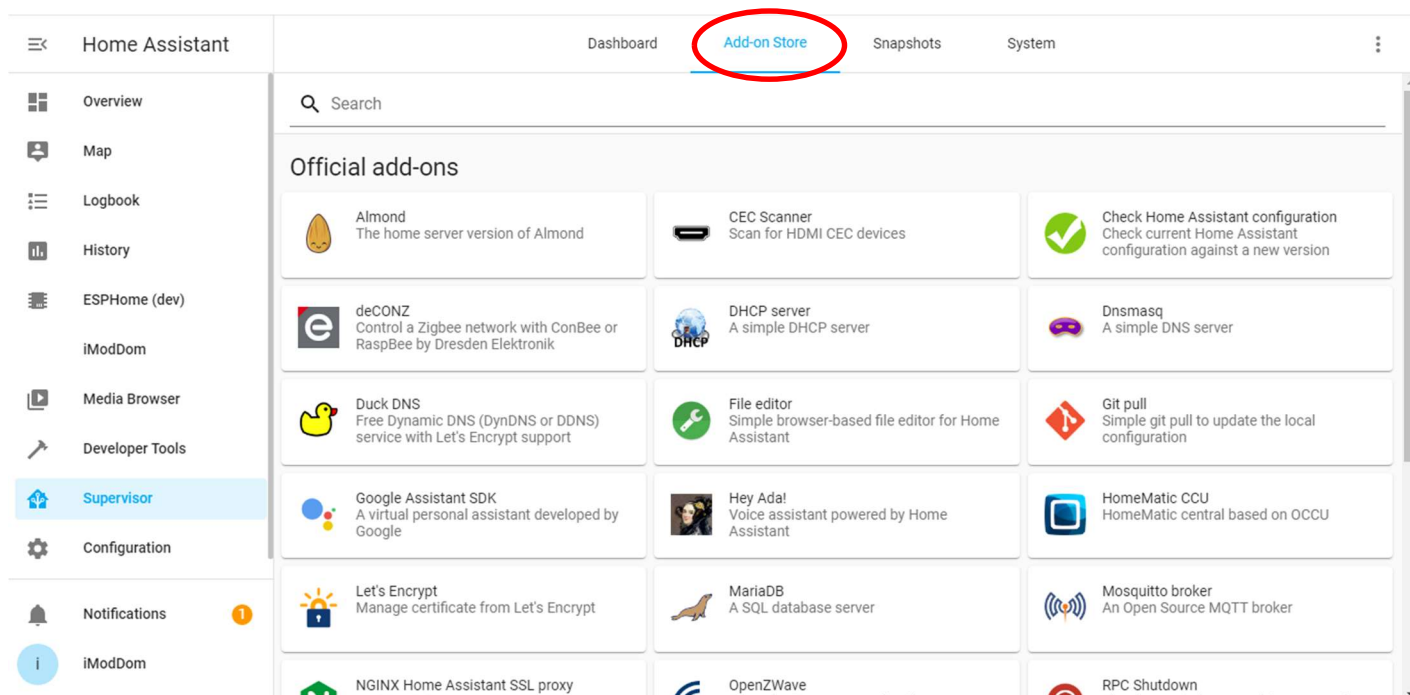 Home Assistant
Dashboard
Add-on Store
Snapshots
System
Overview
Map
Logbook
History
ESPHome (dev)
iModDom
Media Browser
Developer Tools
Supervisor
Configuration
Notifications
1
i
iModDom
Search
Official add-ons
Almond
The home server version of Almond
CEC Scanner
Scan for HDMI CEC devices
Check Home Assistant configuration
Check current Home Assistant
configuration against a new version
deCONZ
Control a Zigbee network with ConBee or
RaspBee by Dresden Elektronik
DHCP
DHCP server
A simple DHCP server
Dnsmasq
A simple DNS server
Duck DNS
Free Dynamic DNS (DynDNS or DDNS)
service with Let's Encrypt support
File editor
Simple browser-based file editor for Home
Assistant
Git pull
Simple git pull to update the local
configuration
Google Assistant SDK
A virtual personal assistant developed by
Google
Hey Ada!
Voice assistant powered by Home
Assistant
HomeMatic CCU
HomeMatic central based on OCCU
Let's Encrypt
Manage certificate from Let's Encrypt
MariaDB
A SQL database server
Mosquitto broker
An Open Source MQTT broker
NGINX Home Assistant SSL proxy
OpenZWave
RPC Shutdown